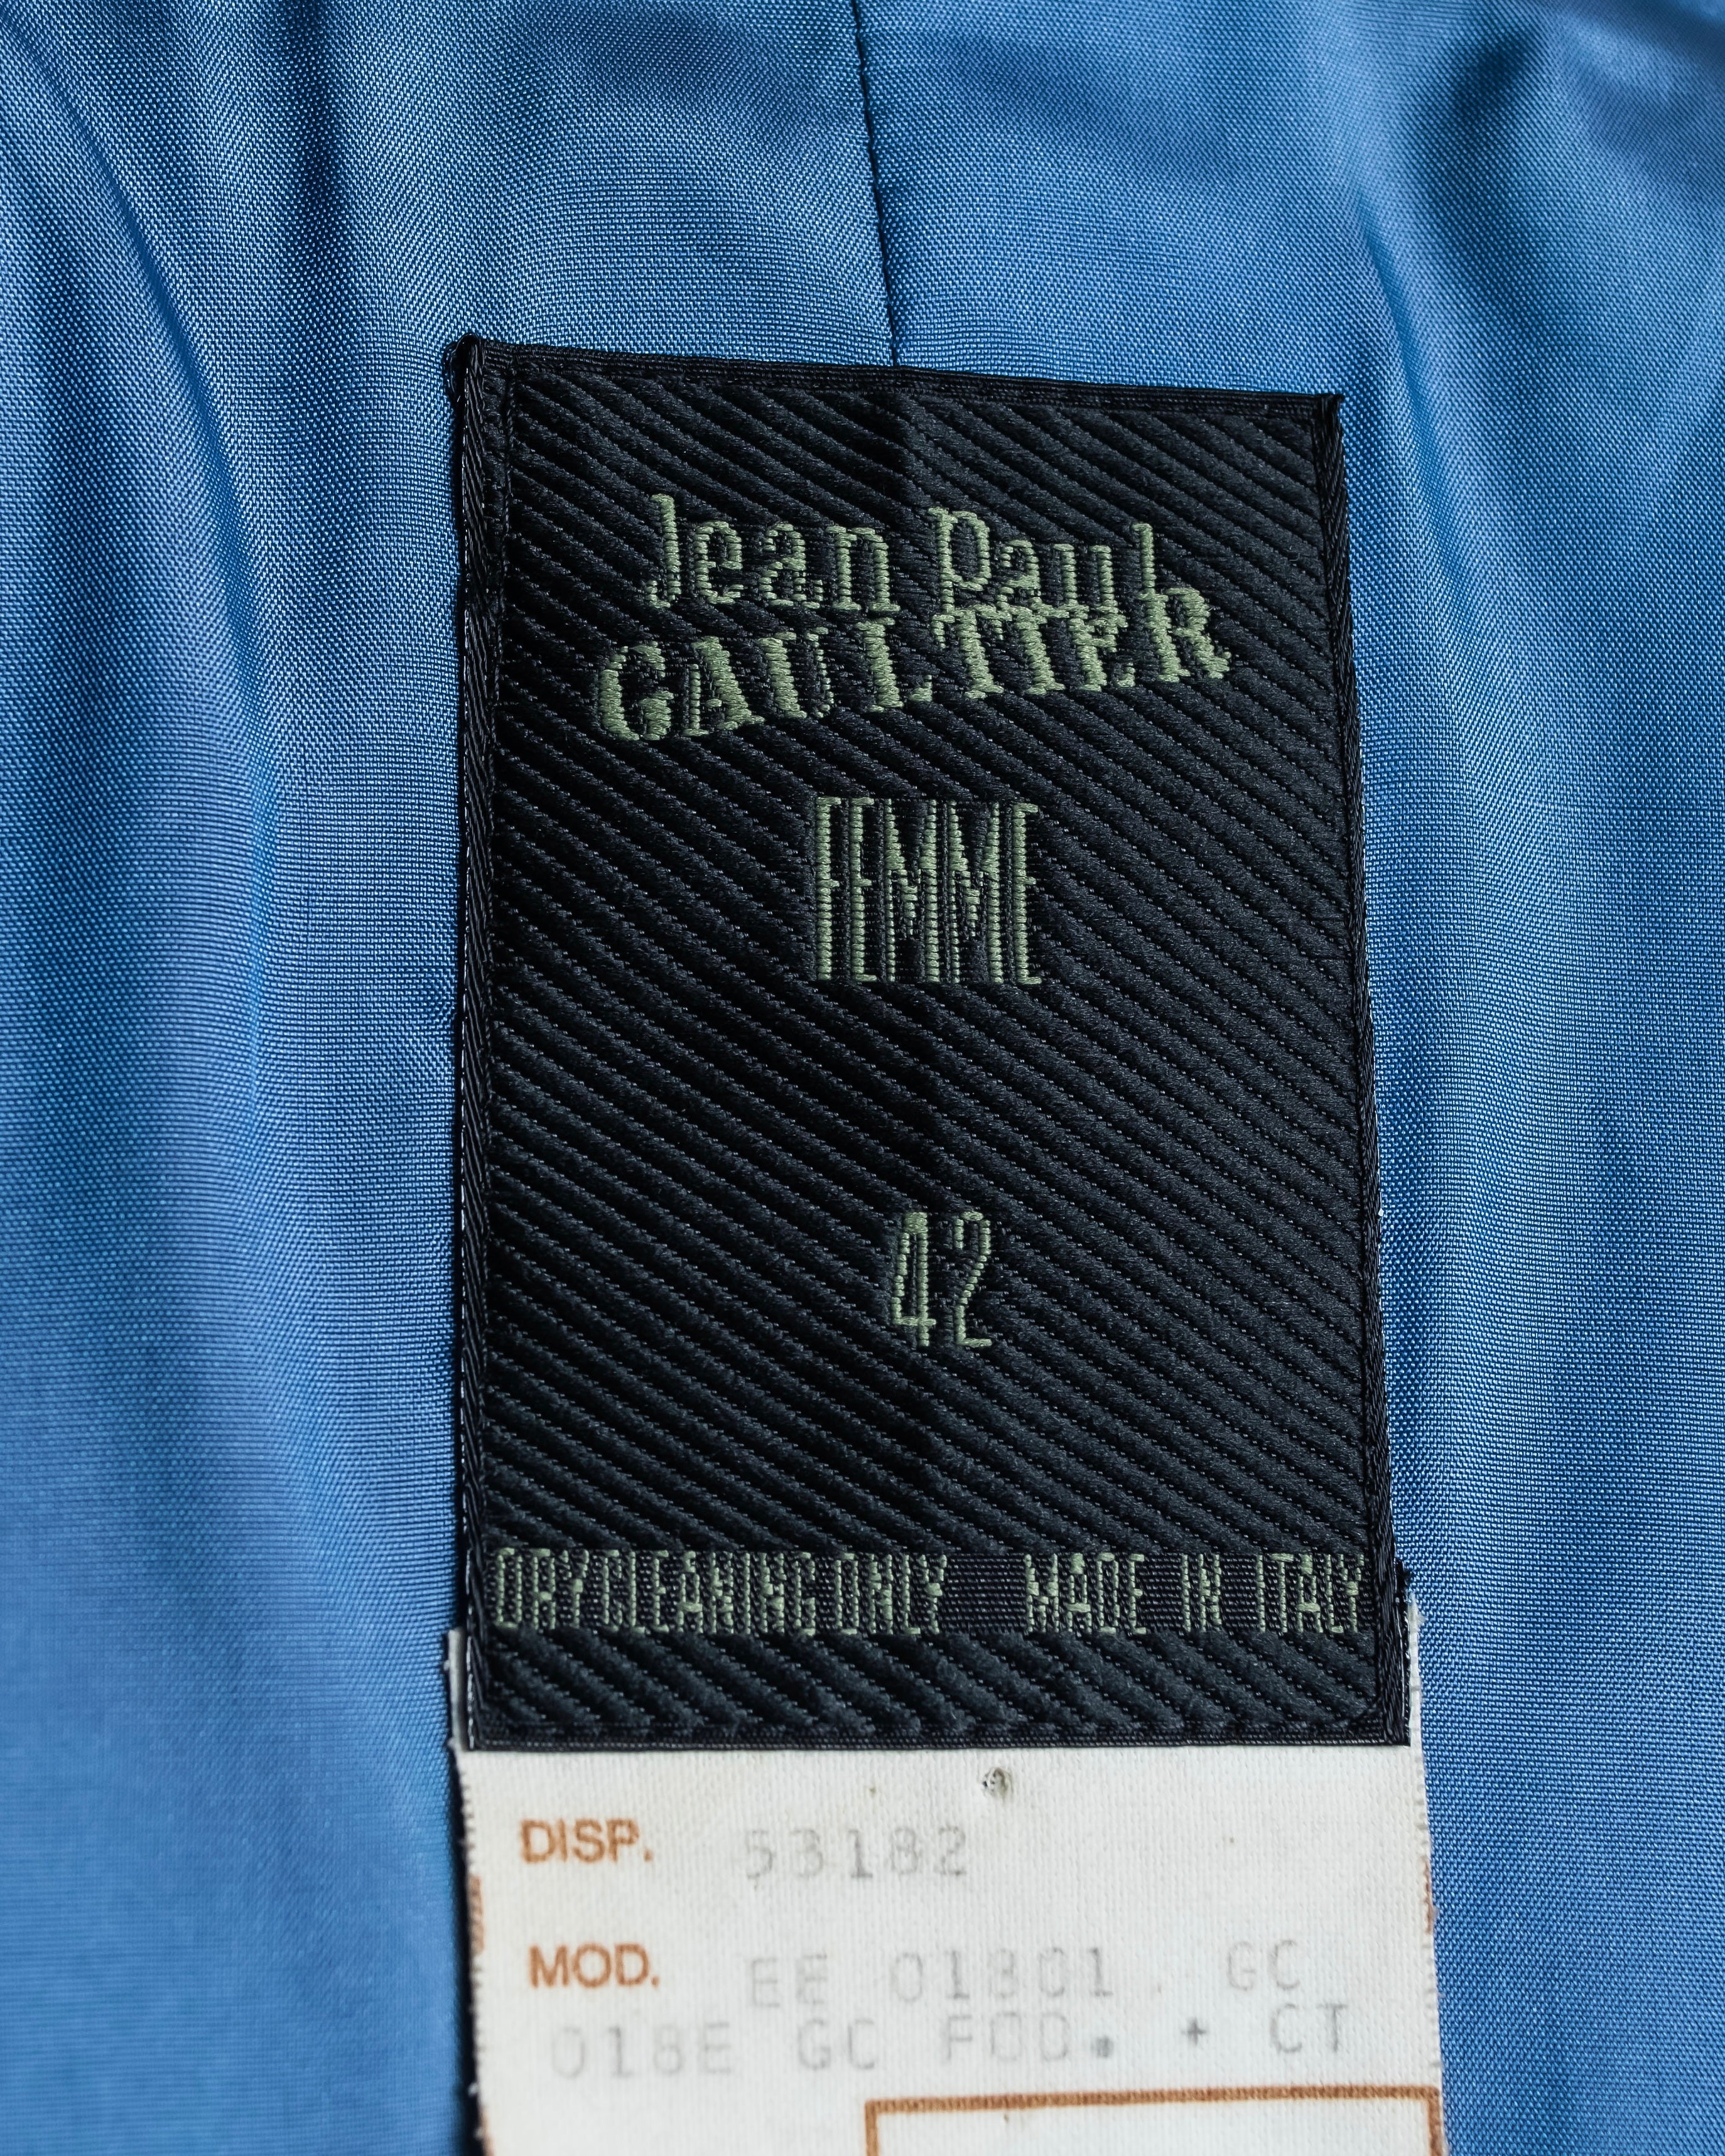 Jean Paul
GAULTIER
FEMME
42
DRYCLEANING ONLY MADE IN ITALY
DISP. 53182
MOD. EE 01801 . GC
018E GC FOD. + CT